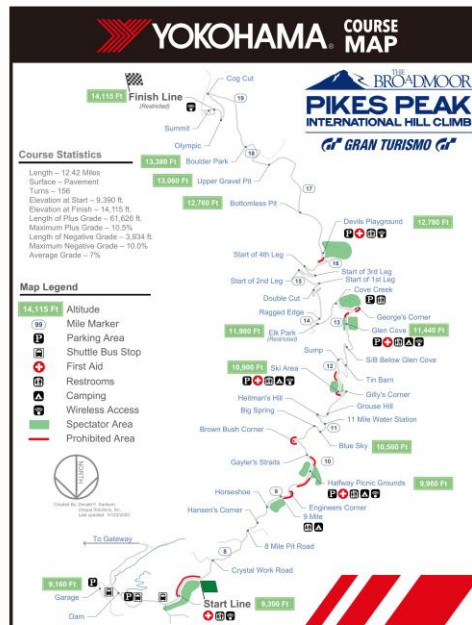 YOKOHAMA® COURSE MAP
THE BROADMOOR
PIKES PEAK
INTERNATIONAL HILL CLIMB
GRAN TURISMO
Cog Cut
14,115 Ft
Finish Line
(Restricted)
19
Summit
Olympic
18
13,380 Ft
Boulder Park
13,060 Ft
Upper Gravel Pit
17
12,780 Ft
Bottomless Pit
Course Statistics
Length – 12.42 Miles
Surface – Pavement
Turns – 156
Elevation at Start – 9,390 ft.
Elevation at Finish – 14,115 ft.
Length of Plus Grade – 61,626 ft.
Maximum Plus Grade – 10.5%
Length of Negative Grade – 3,934 ft.
Maximum Negative Grade – 10.0%
Average Grade – 7%
Devils Playground
12,780 Ft
P
16
Start of 4th Leg
Start of 3rd Leg
15
Start of 2nd Leg
Start of 1st Leg
Double Cut
Cove Creek
P
Ragged Edge
14
11,900 Ft
Elk Park
(Restricted)
13
George's Corner
Glen Cove
11,440 Ft
P
S/B Below Glen Cove
Sump
12
Tin Barn
10,900 Ft
Ski Area
P
Gilly's Corner
Heitman's Hill
Grouse Hill
Big Spring
11 Mile Water Station
11
Brown Bush Corner
Blue Sky
10,560 Ft
Gayler's Straits
10
Halfway Picnic Grounds
9,960 Ft
P
Horseshoe
9
Engineers Corner
9 Mile
Hansen's Corner
8 Mile Pit Road
8
Crystal Work Road
Map Legend
14,115 Ft Altitude
99 Mile Marker
P Parking Area
Shuttle Bus Stop
First Aid
Restrooms
Camping
Wireless Access
Spectator Area
Prohibited Area
NORTH
To Gateway
9,160 Ft
P
Garage
P
Dam
Start Line
9,390 Ft